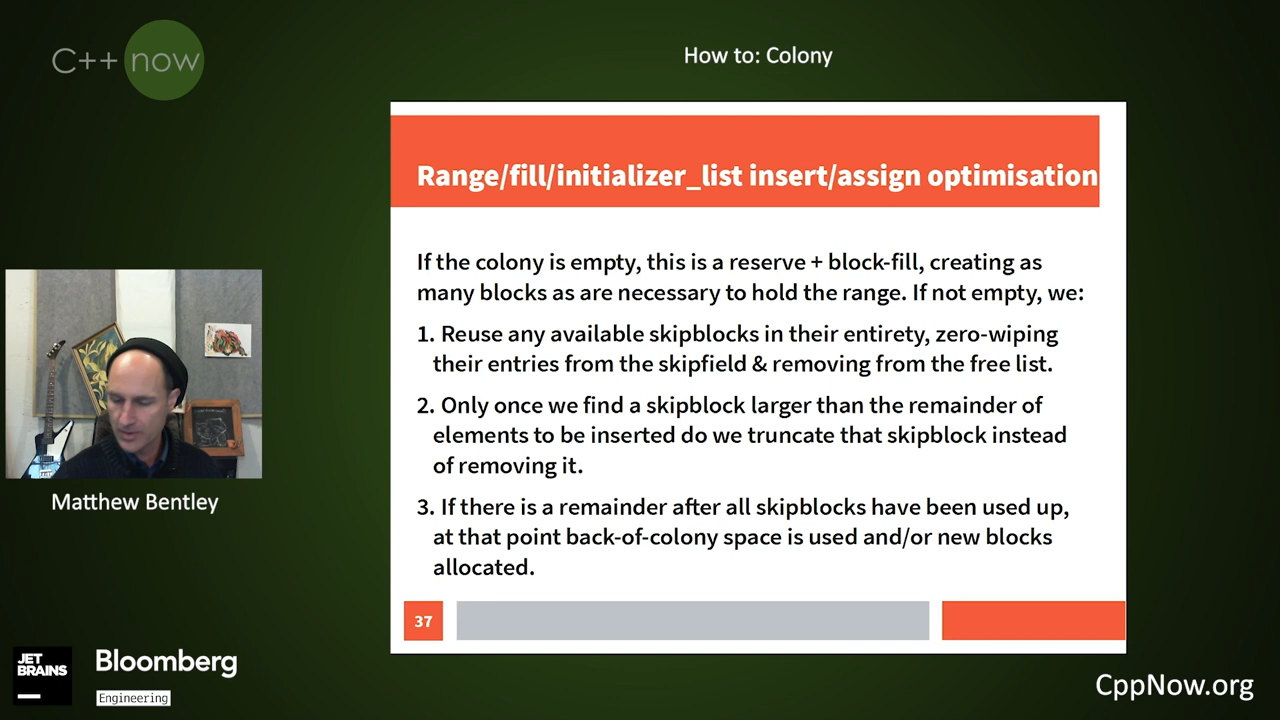 C++ now
How to: Colony
Range/fill/initializer_list insert/assign optimisation
If the colony is empty, this is a reserve + block-fill, creating as
many blocks as are necessary to hold the range. If not empty, we:
1. Reuse any available skipblocks in their entirety, zero-wiping
their entries from the skipfield & removing from the free list.
2. Only once we find a skipblock larger than the remainder of
elements to be inserted do we truncate that skipblock instead
of removing it.
3. If there is a remainder after all skipblocks have been used up,
at that point back-of-colony space is used and/or new blocks
allocated.
37
Matthew Bentley
JET
BRAINS
Bloomberg
Engineering
CppNow.org